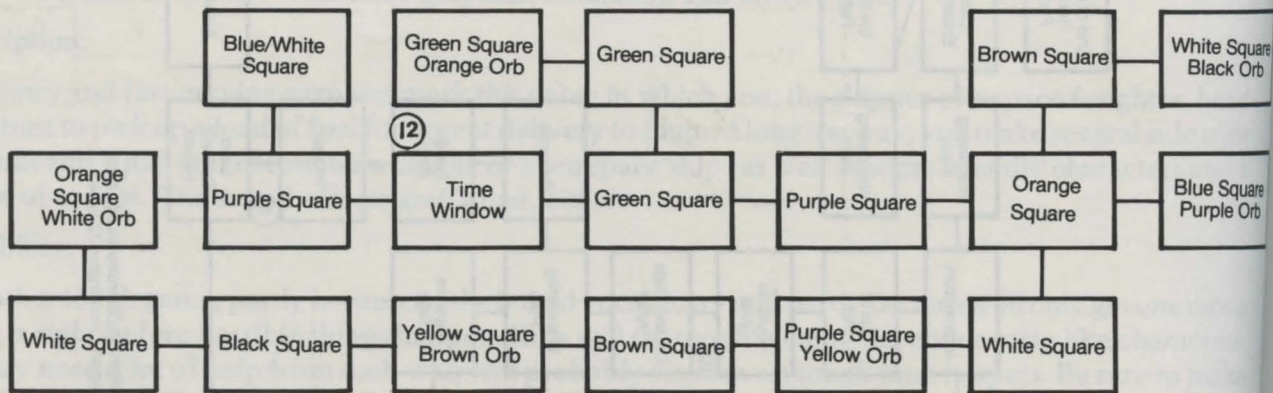 Blue/White
Square
Green Square
Orange Orb
Green Square
Brown Square
White Square
Black Orb
12
Orange
Square
White Orb
Purple Square
Time
Window
Green Square
Purple Square
Orange
Square
Blue Square
Purple Orb
White Square
Black Square
Yellow Square
Brown Orb
Brown Square
Purple Square
Yellow Orb
White Square